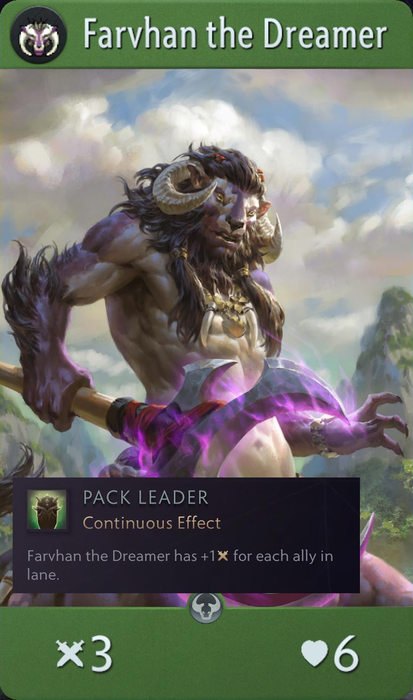 Farvhan the Dreamer
PACK LEADER
Continuous Effect
Farvhan the Dreamer has +1 for each ally in
lane.
3
6